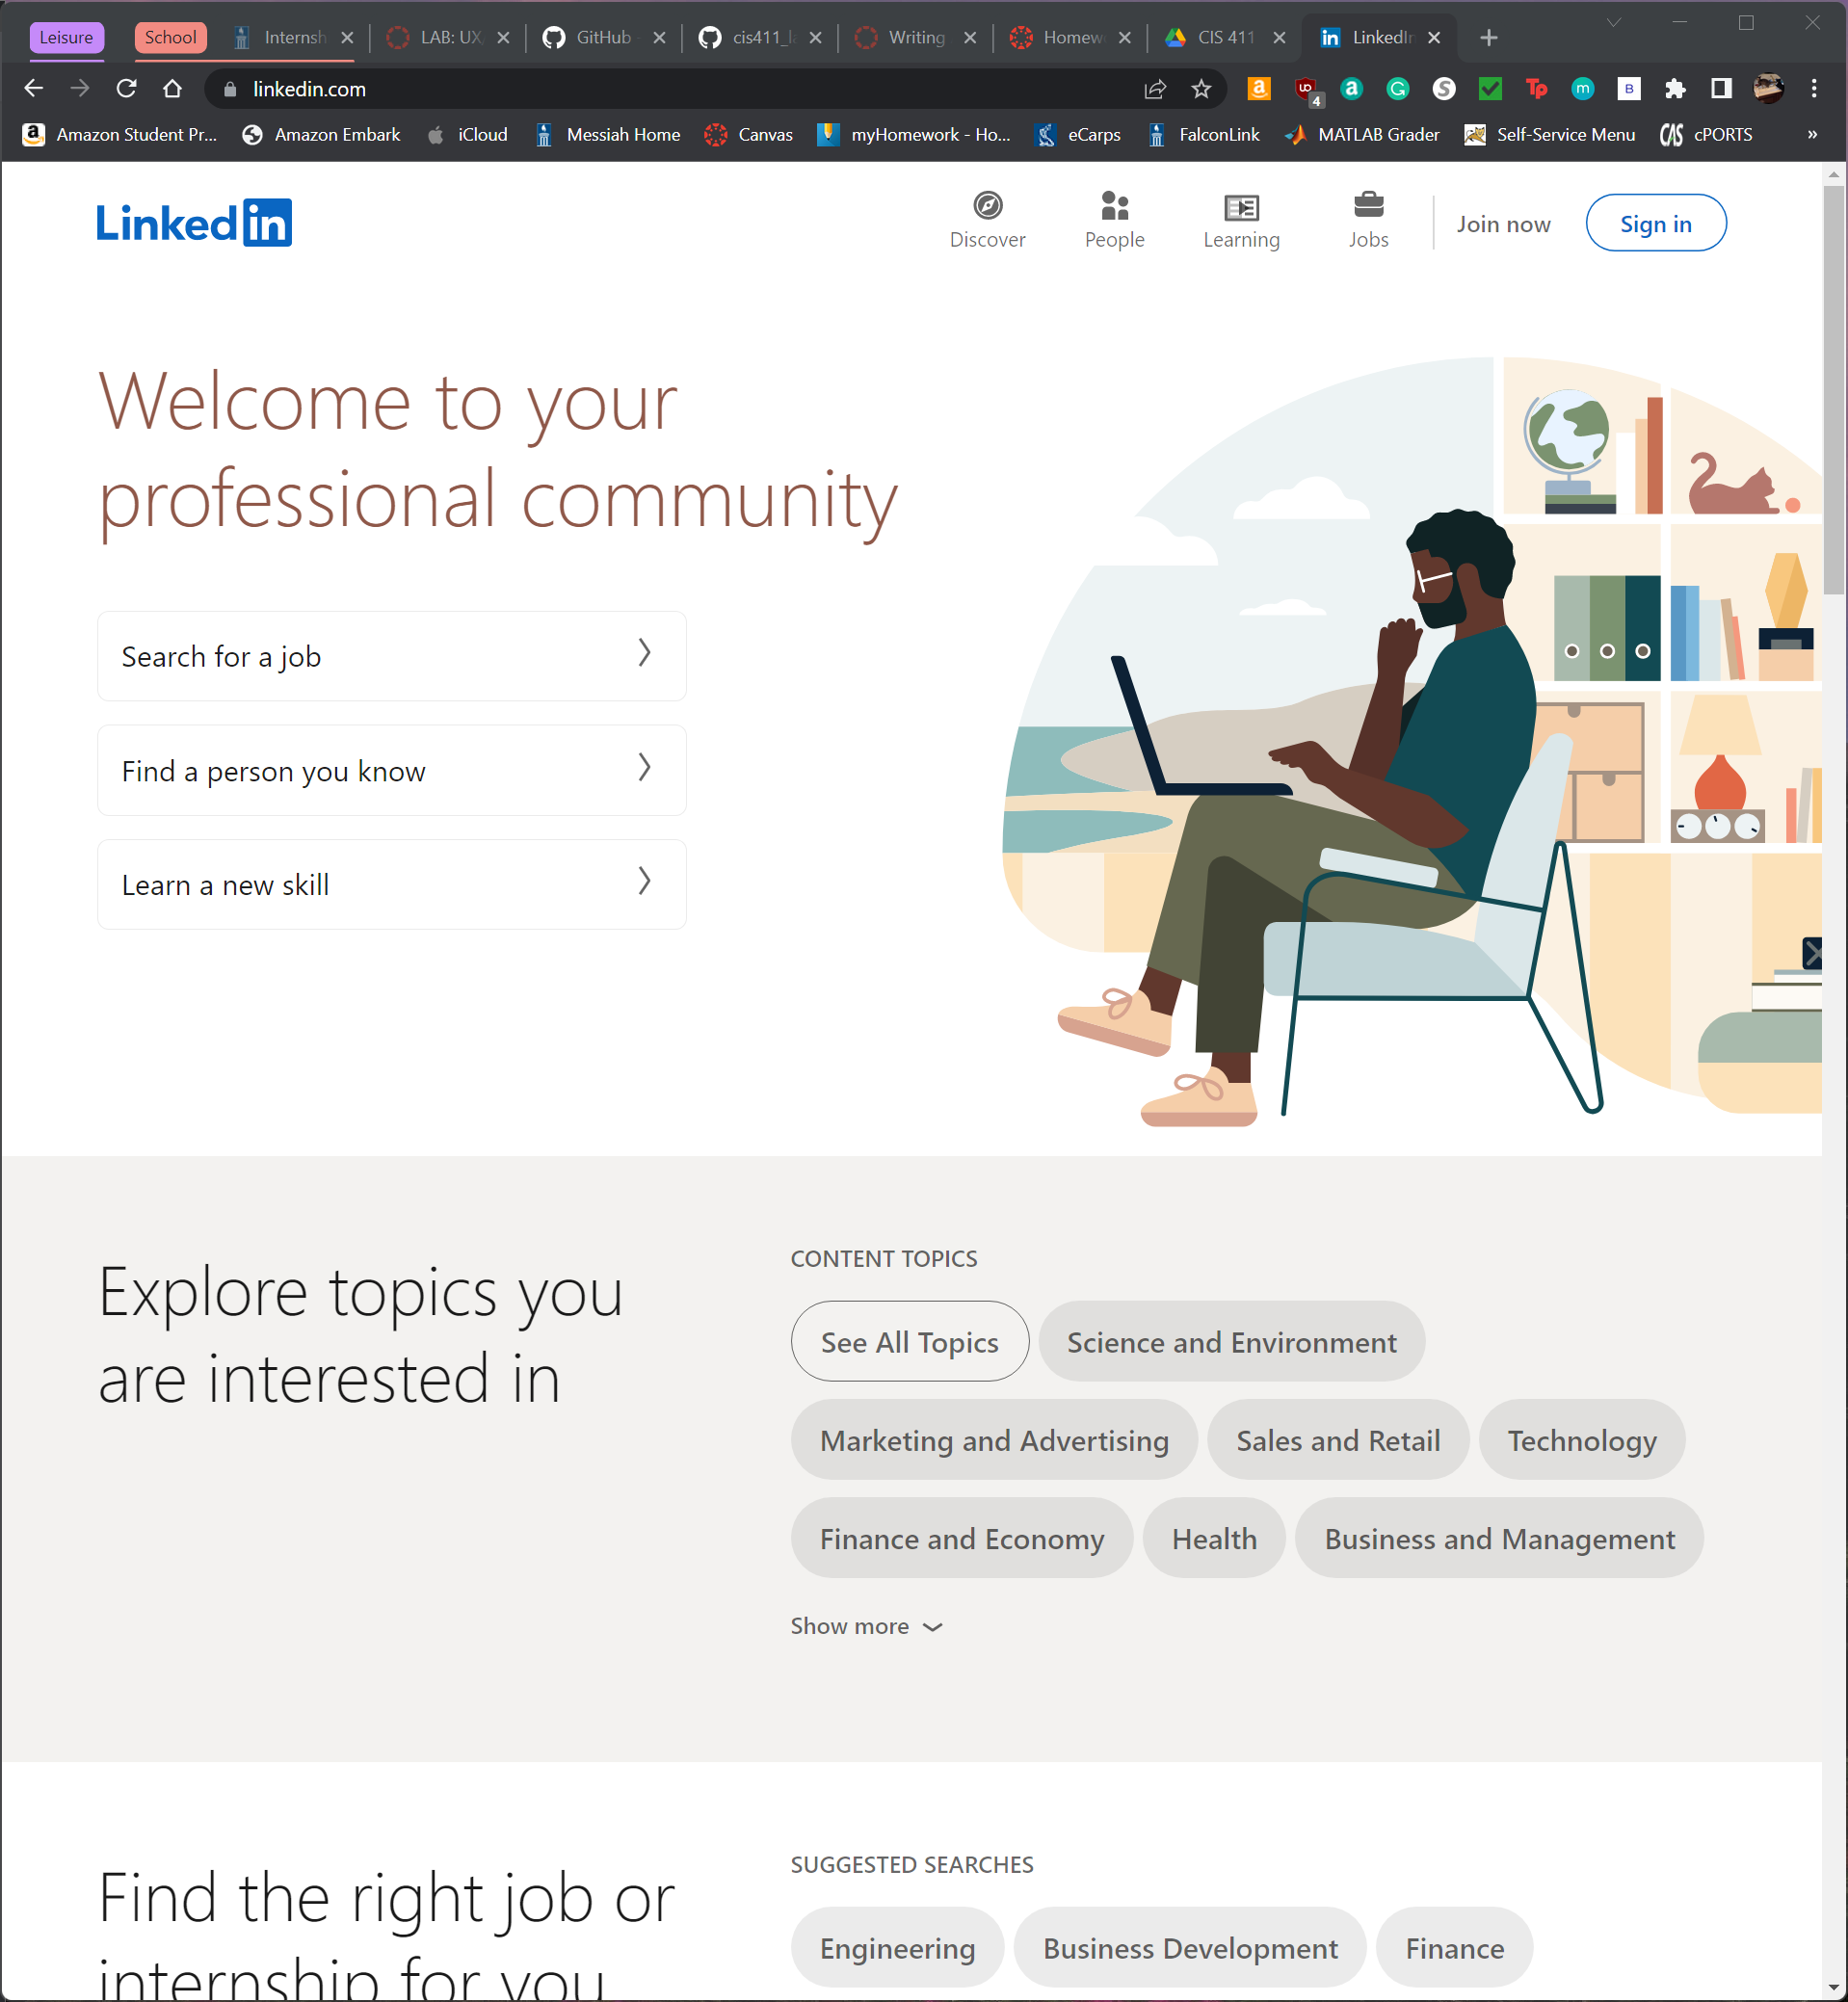 Leisure School Internsh LAB: UX, GitHub cis411_la Writing Homew CIS 411 LinkedIn
linkedin.com
4
Amazon Student Pr... Amazon Embark iCloud Messiah Home Canvas myHomework - Ho... eCarps FalconLink MATLAB Grader Self-Service Menu CAS cPORTS »
Linkedin
Discover People Learning Jobs Join now Sign in
Welcome to your
professional community
Search for a job
Find a person you know
Learn a new skill
Explore topics you
are interested in
CONTENT TOPICS
See All Topics Science and Environment
Marketing and Advertising Sales and Retail Technology
Finance and Economy Health Business and Management
Show more
Find the right job or
internship for you
SUGGESTED SEARCHES
Engineering Business Development Finance